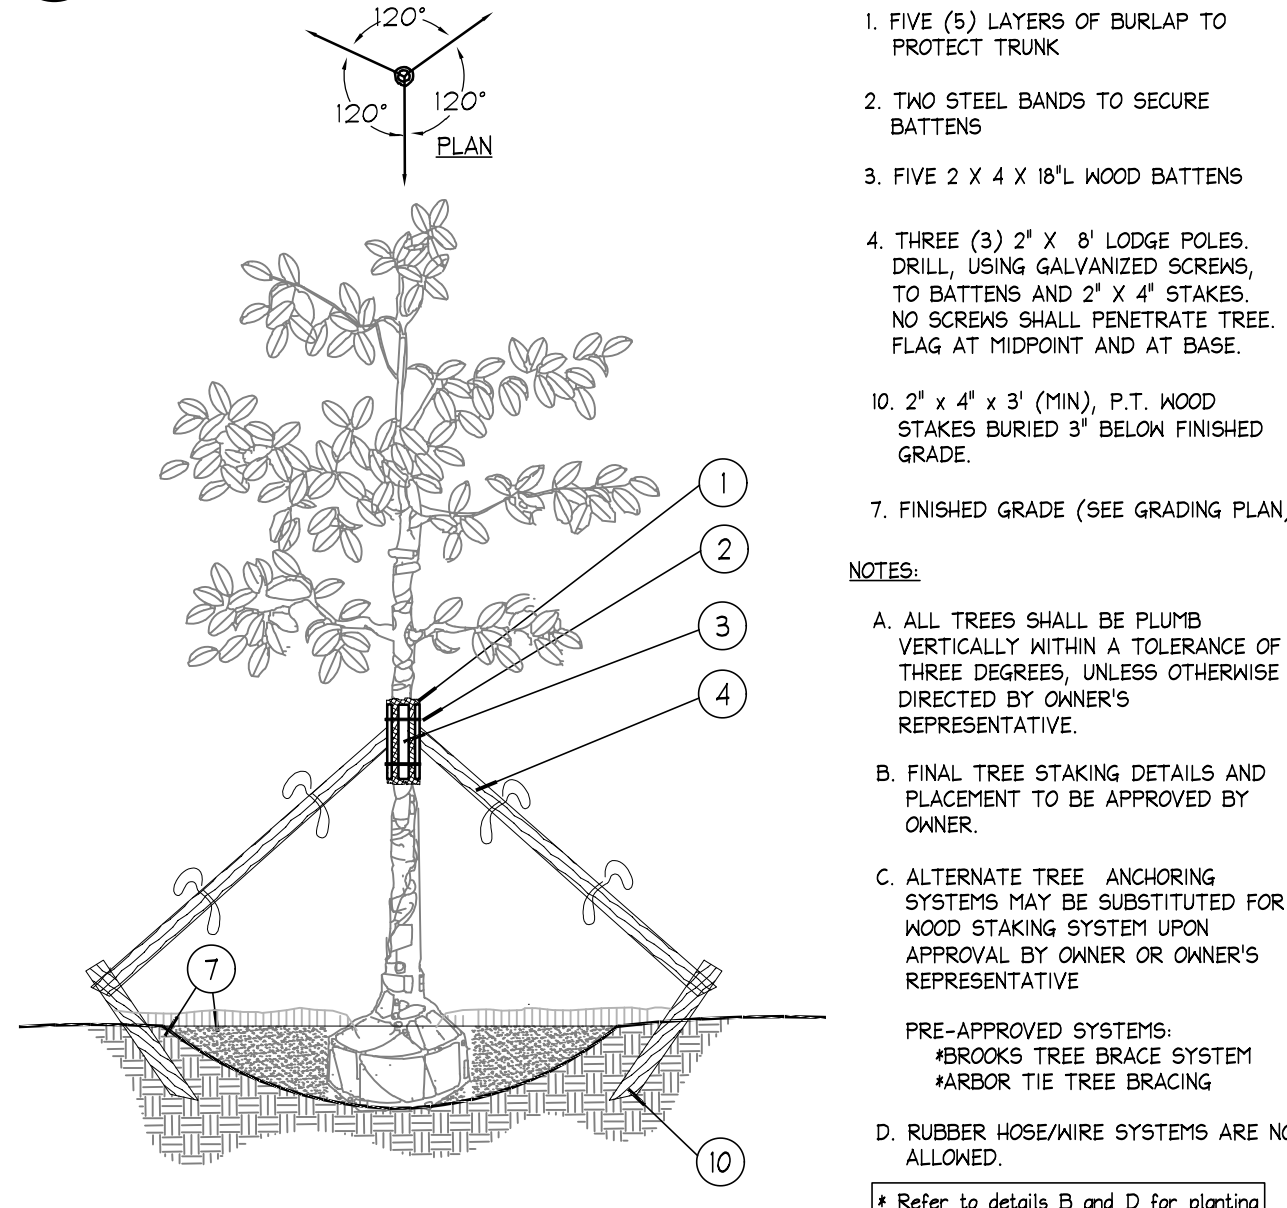 120°
120°
120°
PLAN
1
2
3
4
7
10
1. FIVE (5) LAYERS OF BURLAP TO
PROTECT TRUNK
2. TWO STEEL BANDS TO SECURE
BATTENS
3. FIVE 2 X 4 X 18"L WOOD BATTENS
4. THREE (3) 2" X 8' LODGE POLES.
DRILL, USING GALVANIZED SCREWS,
TO BATTENS AND 2" X 4" STAKES.
NO SCREWS SHALL PENETRATE TREE.
FLAG AT MIDPOINT AND AT BASE.
10. 2" x 4" x 3' (MIN), P.T. WOOD
STAKES BURIED 3" BELOW FINISHED
GRADE.
7. FINISHED GRADE (SEE GRADING PLAN)
NOTES:
A. ALL TREES SHALL BE PLUMB
VERTICALLY WITHIN A TOLERANCE OF
THREE DEGREES, UNLESS OTHERWISE
DIRECTED BY OWNER'S
REPRESENTATIVE.
B. FINAL TREE STAKING DETAILS AND
PLACEMENT TO BE APPROVED BY
OWNER.
C. ALTERNATE TREE ANCHORING
SYSTEMS MAY BE SUBSTITUTED FOR
WOOD STAKING SYSTEM UPON
APPROVAL BY OWNER OR OWNER'S
REPRESENTATIVE
PRE-APPROVED SYSTEMS:
*BROOKS TREE BRACE SYSTEM
*ARBOR TIE TREE BRACING
D. RUBBER HOSE/WIRE SYSTEMS ARE
ALLOWED.
* Refer to details B and D for planting